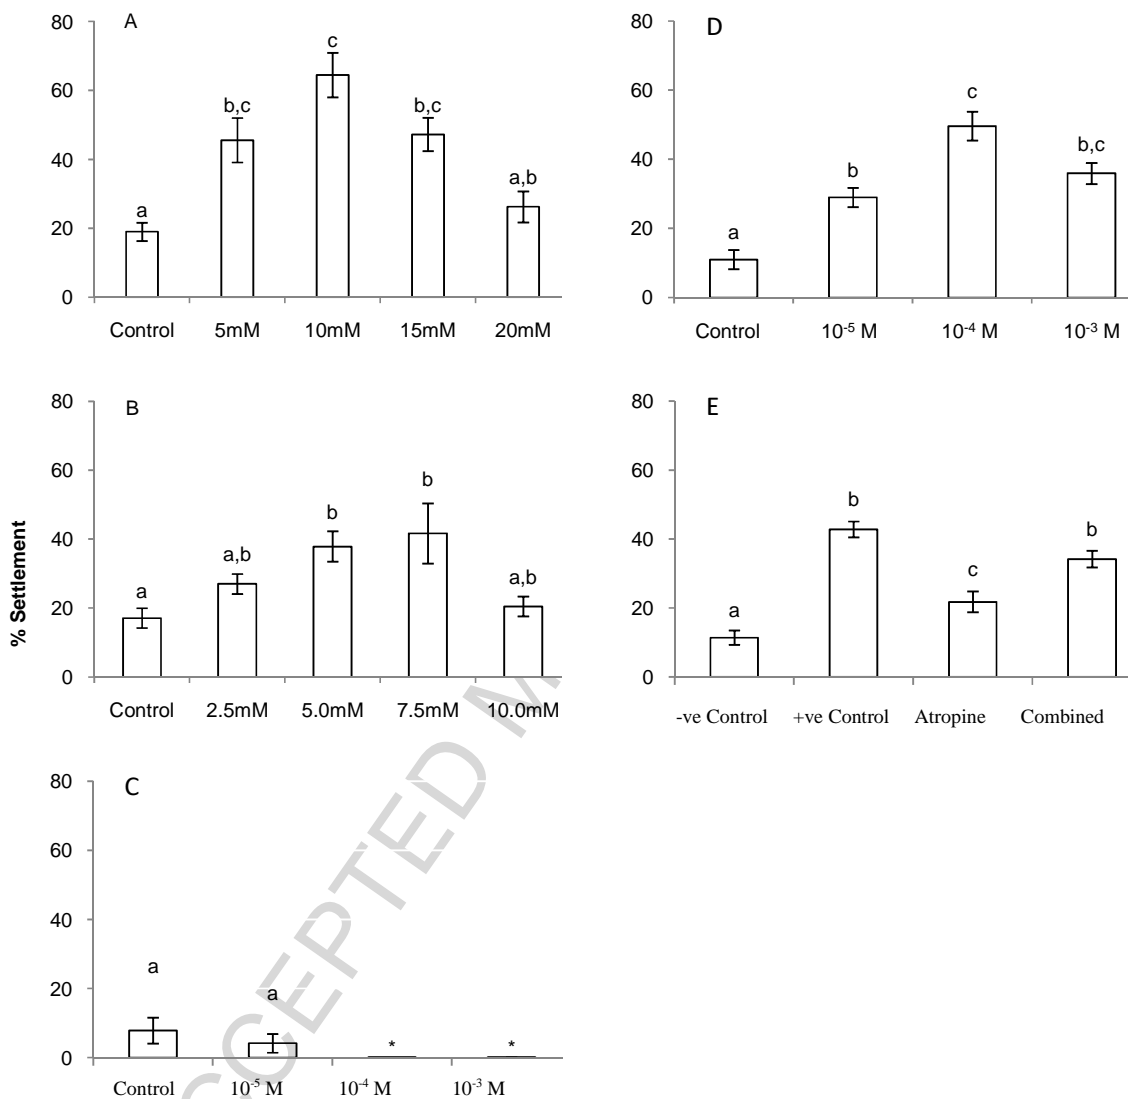 A
80
60
40
20
0
a
b,c
c
b,c
a,b
Control 5mM 10mM 15mM 20mM
D
80
60
40
20
0
a
b
c
b,c
Control 10⁻⁵ M 10⁻⁴ M 10⁻³ M
B
80
60
40
20
0
a
a,b
b
b
a,b
Control 2.5mM 5.0mM 7.5mM 10.0mM
% Settlement
E
80
60
40
20
0
a
b
c
b
-ve Control +ve Control Atropine Combined
C
80
60
40
20
0
a
a
*
*
Control 10⁻⁵ M 10⁻⁴ M 10⁻³ M
CCEPTED M